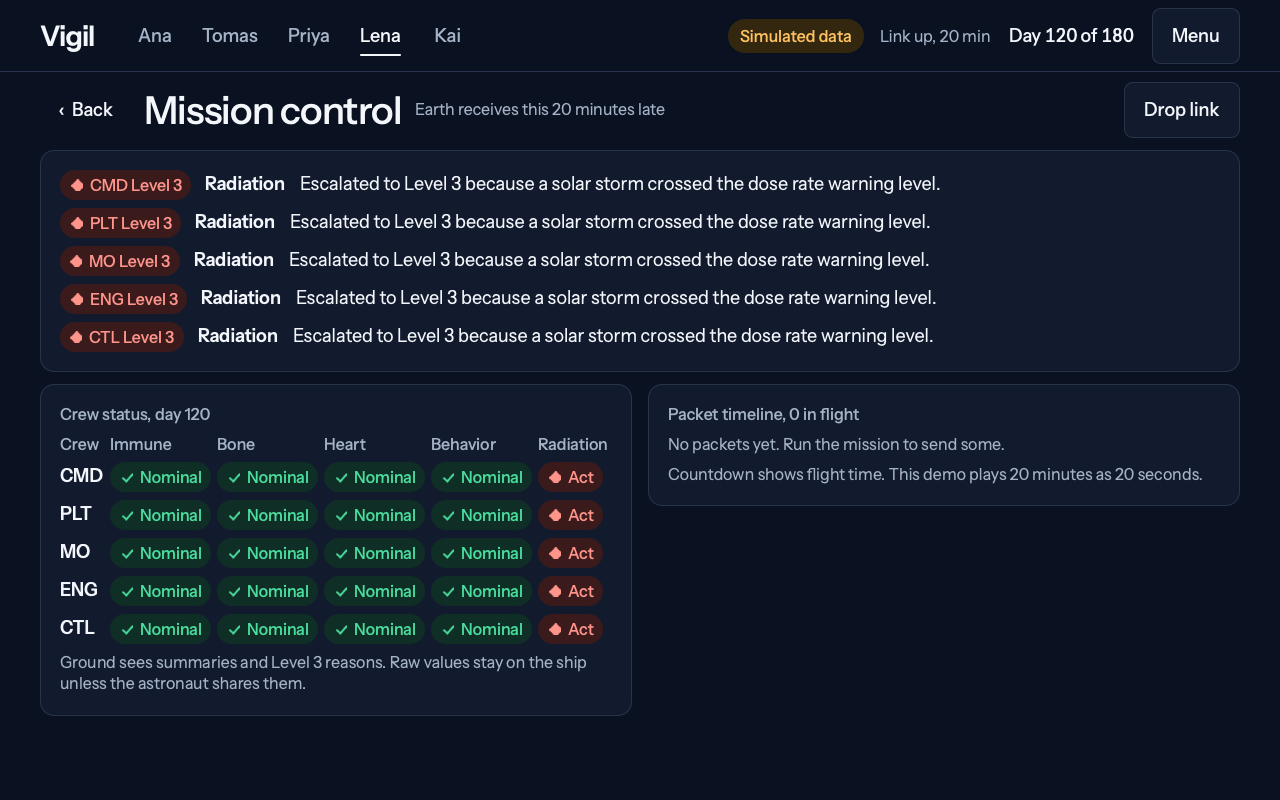 Vigil Ana Tomas Priya Lena Kai Simulated data Link up, 20 min Day 120 of 180 Menu
‹ Back Mission control Earth receives this 20 minutes late Drop link
CMD Level 3 Radiation Escalated to Level 3 because a solar storm crossed the dose rate warning level.
PLT Level 3 Radiation Escalated to Level 3 because a solar storm crossed the dose rate warning level.
MO Level 3 Radiation Escalated to Level 3 because a solar storm crossed the dose rate warning level.
ENG Level 3 Radiation Escalated to Level 3 because a solar storm crossed the dose rate warning level.
CTL Level 3 Radiation Escalated to Level 3 because a solar storm crossed the dose rate warning level.
Crew status, day 120
Crew Immune Bone Heart Behavior Radiation
CMD Nominal Nominal Nominal Nominal Act
PLT Nominal Nominal Nominal Nominal Act
MO Nominal Nominal Nominal Nominal Act
ENG Nominal Nominal Nominal Nominal Act
CTL Nominal Nominal Nominal Nominal Act
Ground sees summaries and Level 3 reasons. Raw values stay on the ship
unless the astronaut shares them.
Packet timeline, 0 in flight
No packets yet. Run the mission to send some.
Countdown shows flight time. This demo plays 20 minutes as 20 seconds.